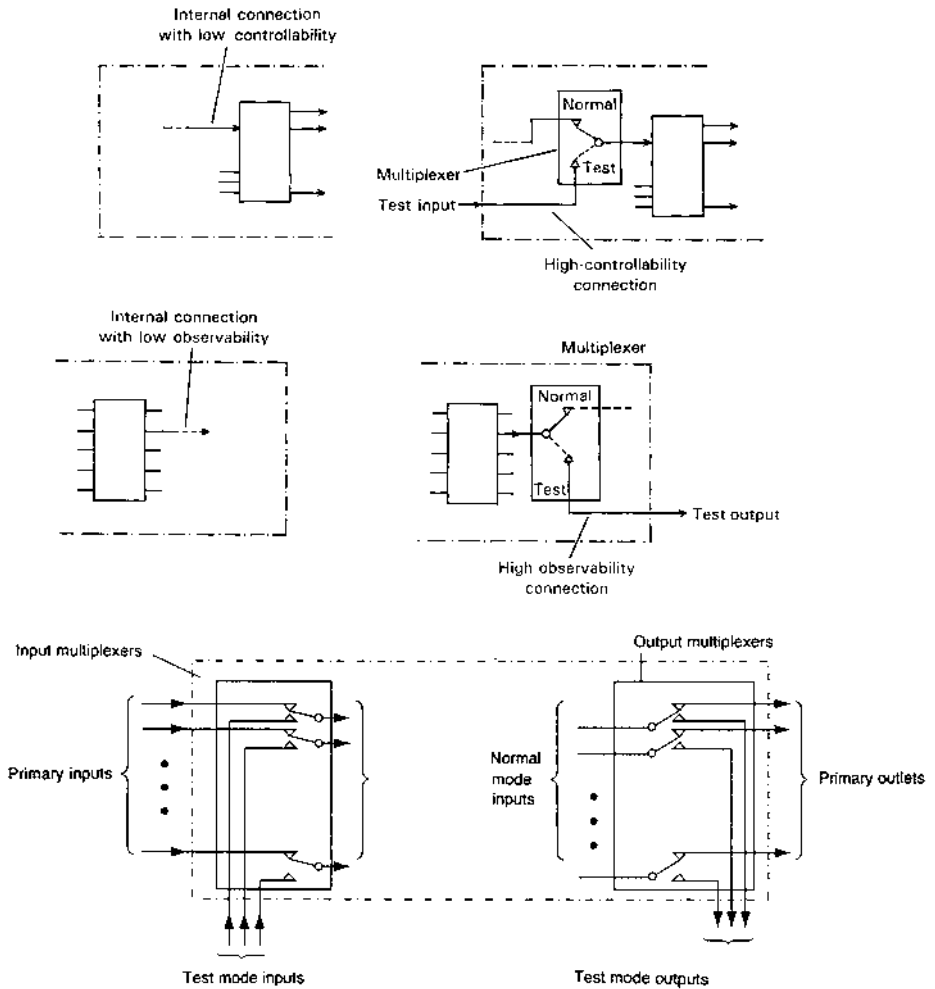 Internal connection
with low controllability
Normal
Test
Multiplexer
Test input
High-controllability
connection
Internal connection
with low observability
Multiplexer
Normal
Test
Test output
High observability
connection
Input multiplexers
Output multiplexers
Primary inputs
Normal
mode
inputs
Primary outlets
Test mode inputs
Test mode outputs